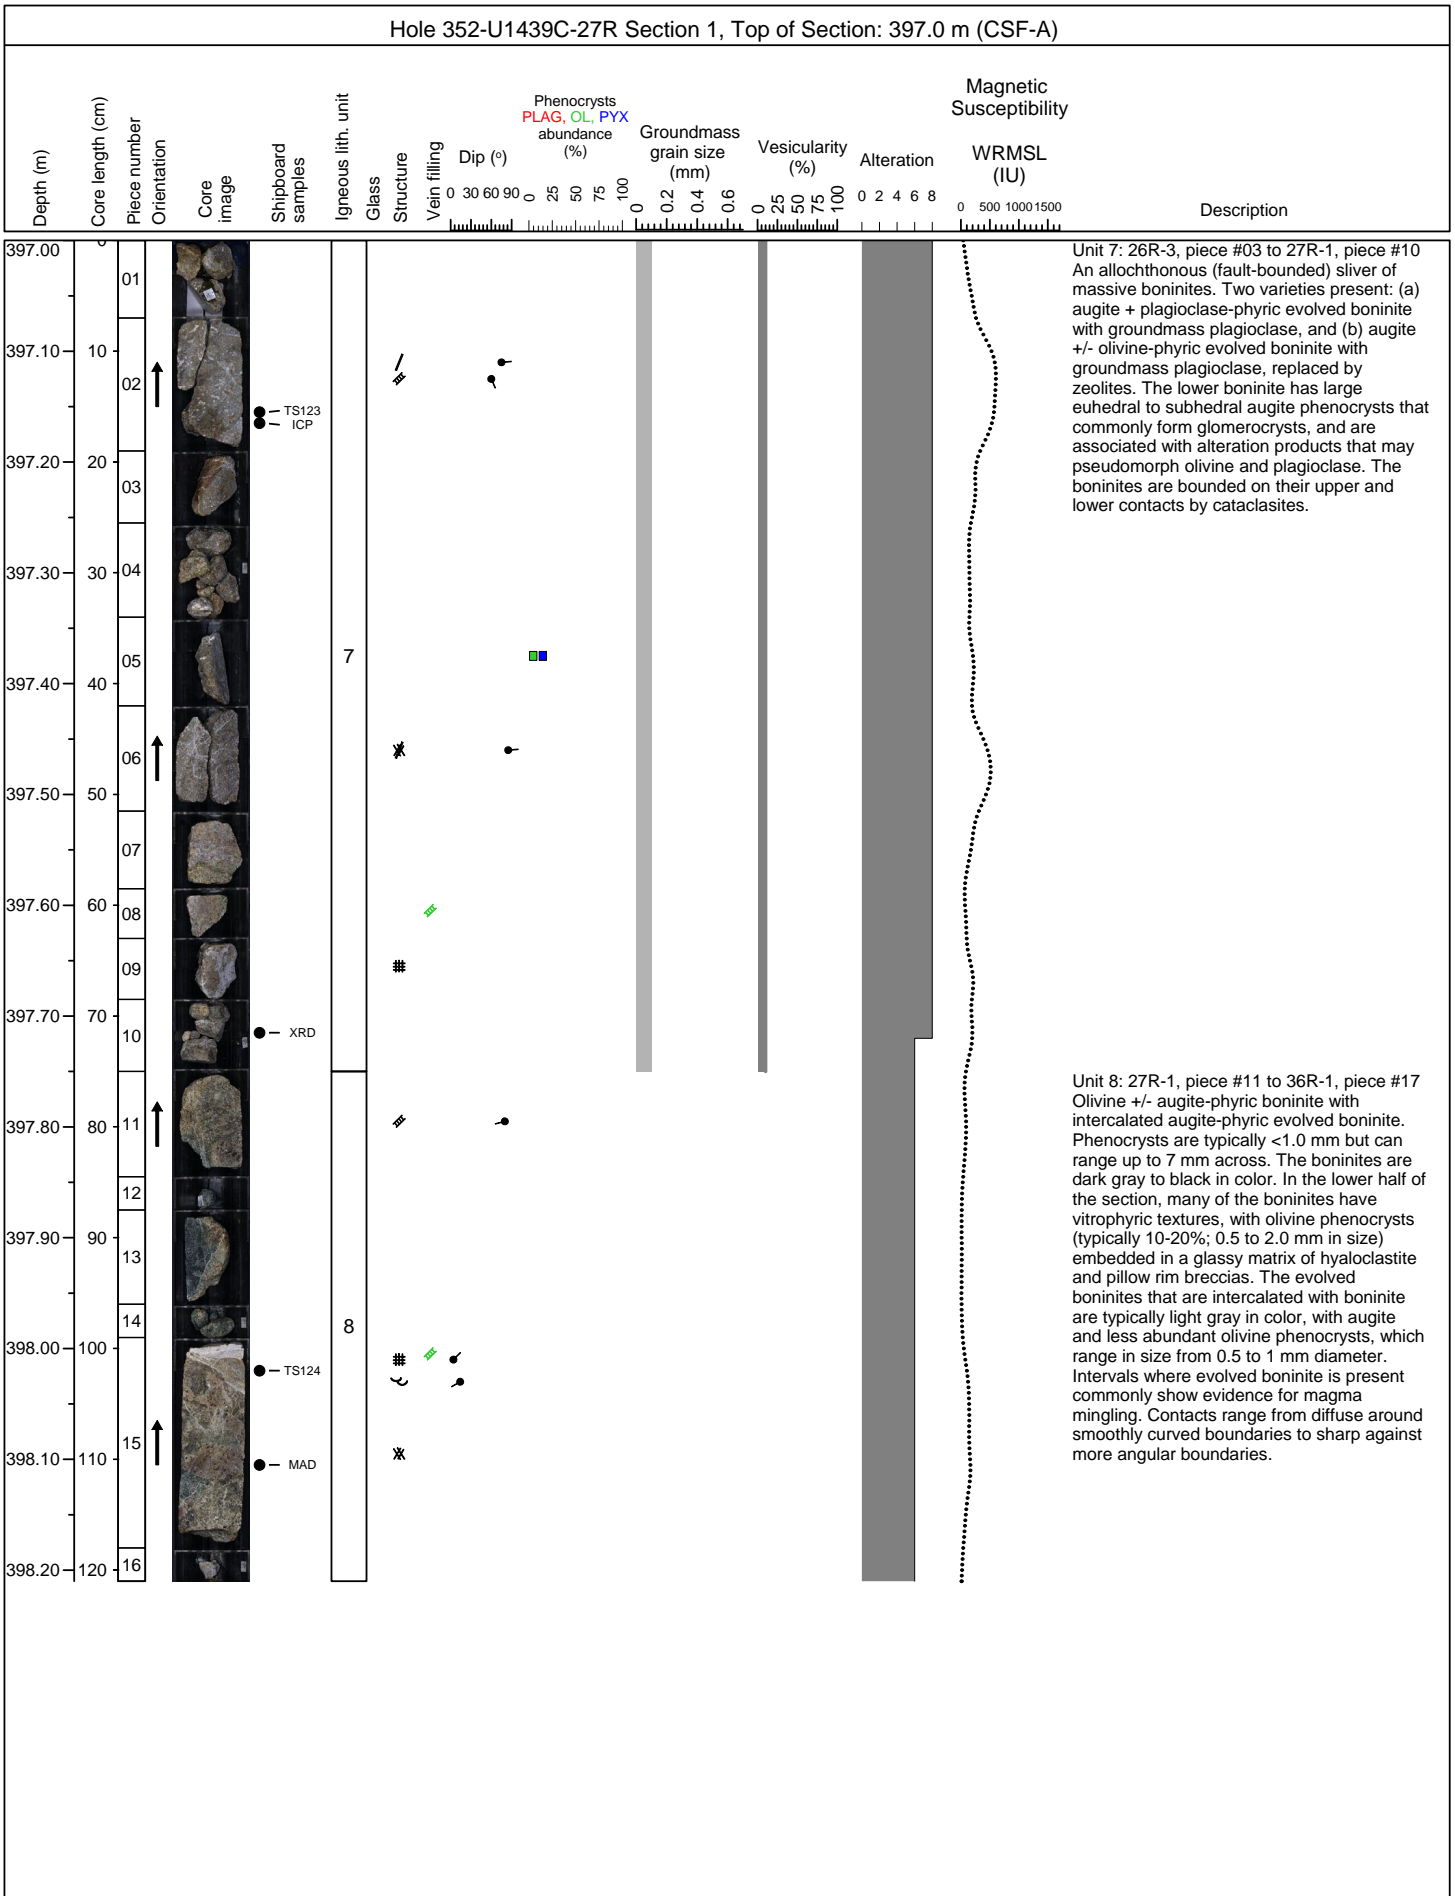 Hole 352-U1439C-27R Section 1, Top of Section: 397.0 m (CSF-A)
Depth (m)
Core length (cm)
Piece number
Orientation
Core
image
Shipboard
samples
Igneous lith. unit
Glass
Structure
Vein filling
Dip (°)
0 30 60 90
Phenocrysts
PLAG, OL, PYX
abundance
(%)
0 25 50 75 100
Groundmass
grain size
(mm)
0 0.2 0.4 0.6
Vesicularity
(%)
0 25 50 75 100
Alteration
0 2 4 6 8
Magnetic
Susceptibility
WRMSL
(IU)
0 500 1000 1500
Description
397.00
397.10
397.20
397.30
397.40
397.50
397.60
397.70
397.80
397.90
398.00
398.10
398.20
0
10
20
30
40
50
60
70
80
90
100
110
120
01
02
03
04
05
06
07
08
09
10
11
12
13
14
15
16
TS123
ICP
XRD
TS124
MAD
7
8
Unit 7: 26R-3, piece #03 to 27R-1, piece #10
An allochthonous (fault-bounded) sliver of
massive boninites. Two varieties present: (a)
augite + plagioclase-phyric evolved boninite
with groundmass plagioclase, and (b) augite
+/- olivine-phyric evolved boninite with
groundmass plagioclase, replaced by
zeolites. The lower boninite has large
euhedral to subhedral augite phenocrysts that
commonly form glomerocrysts, and are
associated with alteration products that may
pseudomorph olivine and plagioclase. The
boninites are bounded on their upper and
lower contacts by cataclasites.
Unit 8: 27R-1, piece #11 to 36R-1, piece #17
Olivine +/- augite-phyric boninite with
intercalated augite-phyric evolved boninite.
Phenocrysts are typically <1.0 mm but can
range up to 7 mm across. The boninites are
dark gray to black in color. In the lower half of
the section, many of the boninites have
vitrophyric textures, with olivine phenocrysts
(typically 10-20%; 0.5 to 2.0 mm in size)
embedded in a glassy matrix of hyaloclastite
and pillow rim breccias. The evolved
boninites that are intercalated with boninite
are typically light gray in color, with augite
and less abundant olivine phenocrysts, which
range in size from 0.5 to 1 mm diameter.
Intervals where evolved boninite is present
commonly show evidence for magma
mingling. Contacts range from diffuse around
smoothly curved boundaries to sharp against
more angular boundaries.